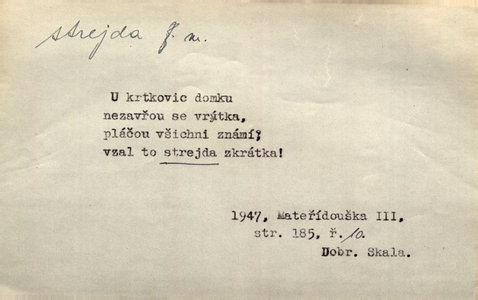 strejda f. m.
U krtkovic domku
nezavřou se vrátka,
pláčou všichni známí;
vzal to strejda zkrátka!
1947, Mateřídouška III,
str. 185, ř. 10.
Dobr. Skala.